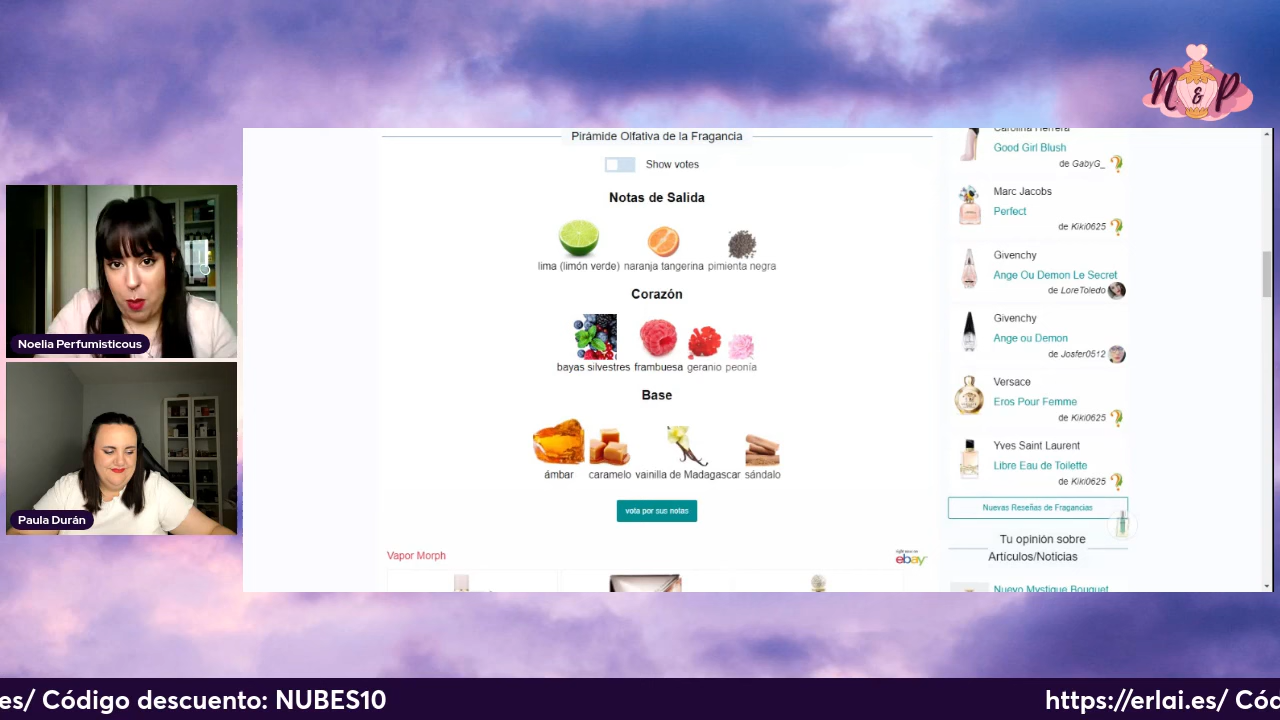 N & P
Pirámide Olfativa de la Fragancia
Show votes
Notas de Salida
lima (limón verde) naranja tangerina pimienta negra
Corazón
bayas silvestres frambuesa geranio peonía
Base
ámbar caramelo vainilla de Madagascar sándalo
vota por sus notas
Vapor Morph
ebay
Carolina Herrera
Good Girl Blush
de GabyG_
Marc Jacobs
Perfect
de Kiki0625
Givenchy
Ange Ou Demon Le Secret
de LoreToledo
Givenchy
Ange ou Demon
de Josfer0512
Versace
Eros Pour Femme
de Kiki0625
Yves Saint Laurent
Libre Eau de Toilette
de Kiki0625
Nuevas Reseñas de Fragancias
Tu opinión sobre
Artículos/Noticias
Nuevo Mystique Bouquet
Noelia Perfumisticous
Paula Durán
es/ Código descuento: NUBES10
https://erlai.es/ Cód